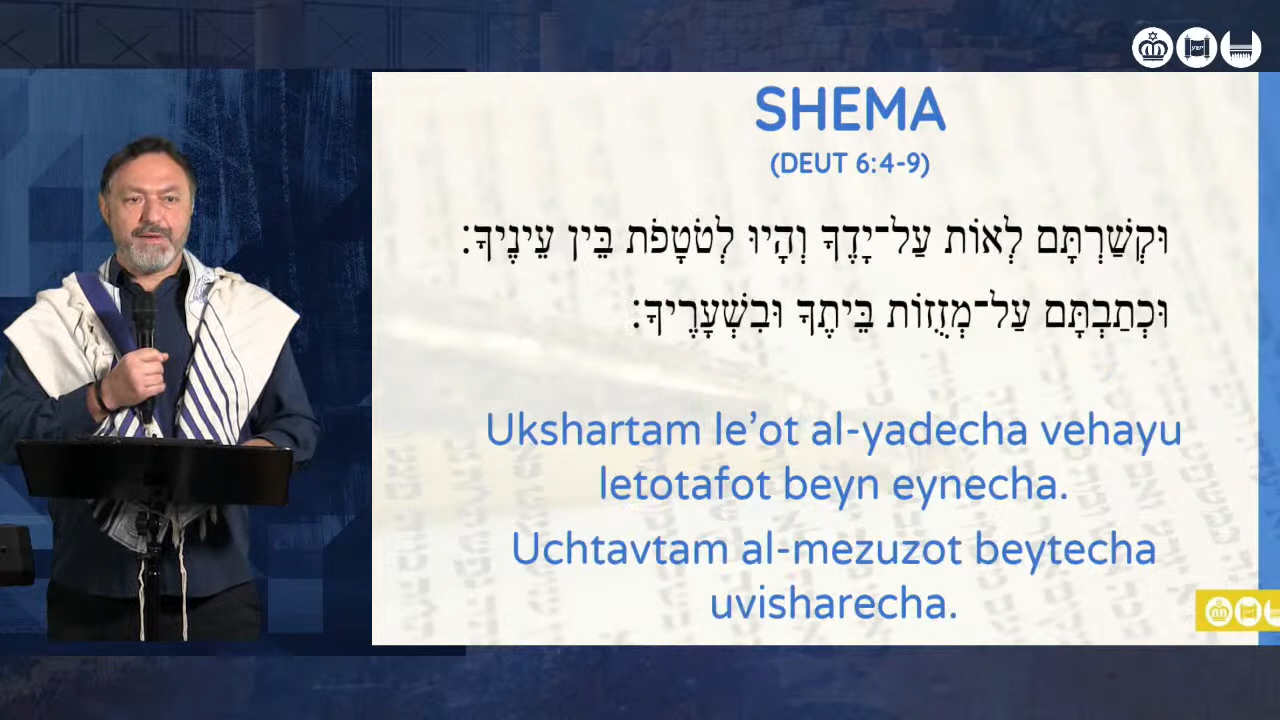 SHEMA
(DEUT 6:4-9)
וּקְשַׁרְתָּם לְאוֹת עַל־יָדֶךָ וְהָיוּ לְטֹטָפֹת בֵּין עֵינֶיךָ׃
וּכְתַבְתָּם עַל־מְזֻזוֹת בֵּיתֶךָ וּבִשְׁעָרֶיךָ׃
Ukshartam le’ot al-yadecha vehayu
letotafot beyn eynecha.
Uchtavtam al-mezuzot beytecha
uvisharecha.